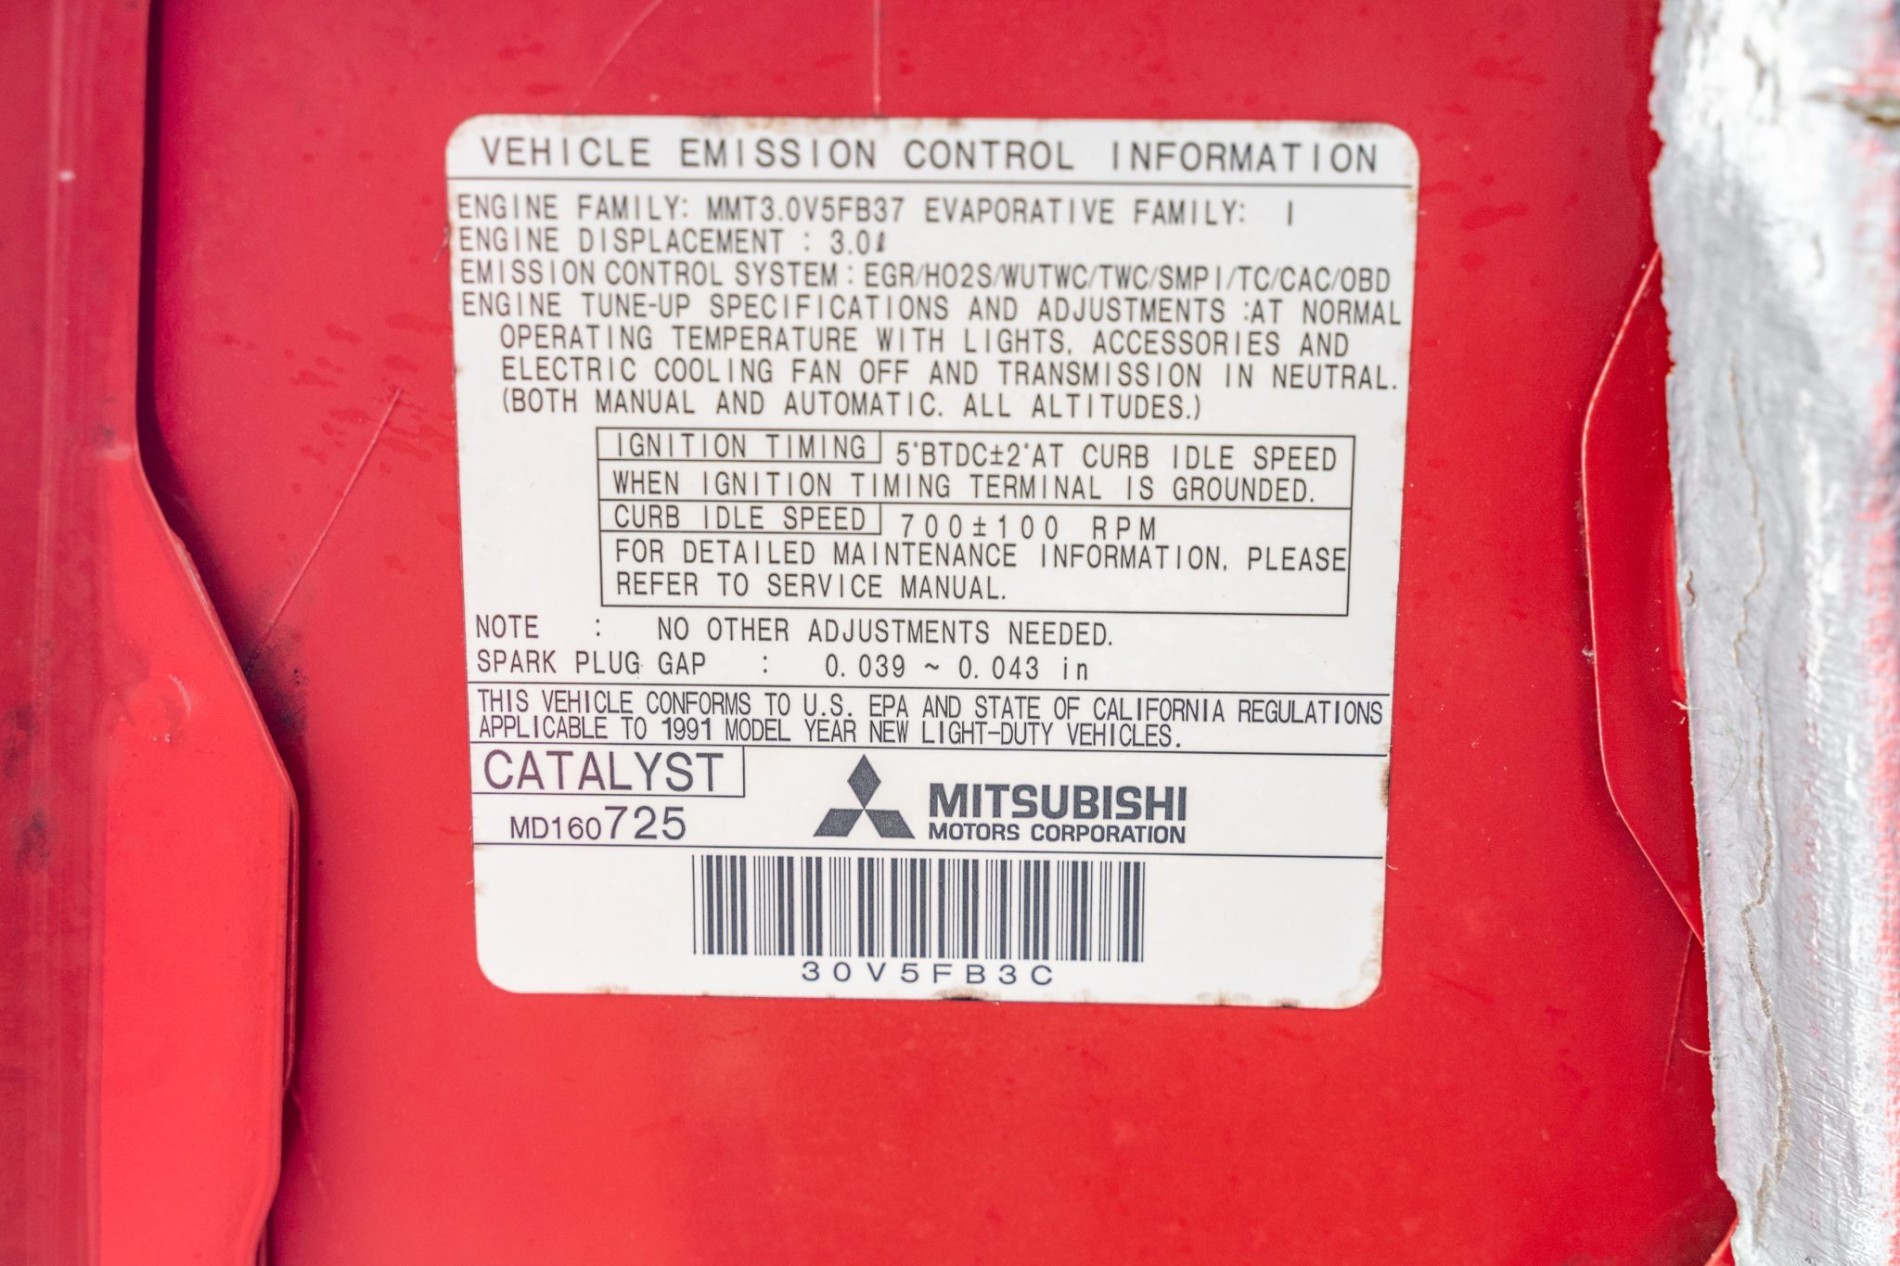 VEHICLE EMISSION CONTROL INFORMATION
ENGINE FAMILY: MMT3.0V5FB37 EVAPORATIVE FAMILY: I
ENGINE DISPLACEMENT : 3.0ℓ
EMISSION CONTROL SYSTEM : EGR/HO2S/WUTWC/TWC/SMPI/TC/CAC/OBD
ENGINE TUNE-UP SPECIFICATIONS AND ADJUSTMENTS :AT NORMAL
OPERATING TEMPERATURE WITH LIGHTS, ACCESSORIES AND
ELECTRIC COOLING FAN OFF AND TRANSMISSION IN NEUTRAL.
(BOTH MANUAL AND AUTOMATIC. ALL ALTITUDES.)
IGNITION TIMING 5°BTDC±2°AT CURB IDLE SPEED
WHEN IGNITION TIMING TERMINAL IS GROUNDED.
CURB IDLE SPEED 700±100 RPM
FOR DETAILED MAINTENANCE INFORMATION, PLEASE
REFER TO SERVICE MANUAL.
NOTE : NO OTHER ADJUSTMENTS NEEDED.
SPARK PLUG GAP : 0.039 ~ 0.043 in
THIS VEHICLE CONFORMS TO U.S. EPA AND STATE OF CALIFORNIA REGULATIONS
APPLICABLE TO 1991 MODEL YEAR NEW LIGHT-DUTY VEHICLES.
CATALYST
MD160725
MITSUBISHI
MOTORS CORPORATION
30V5FB3C